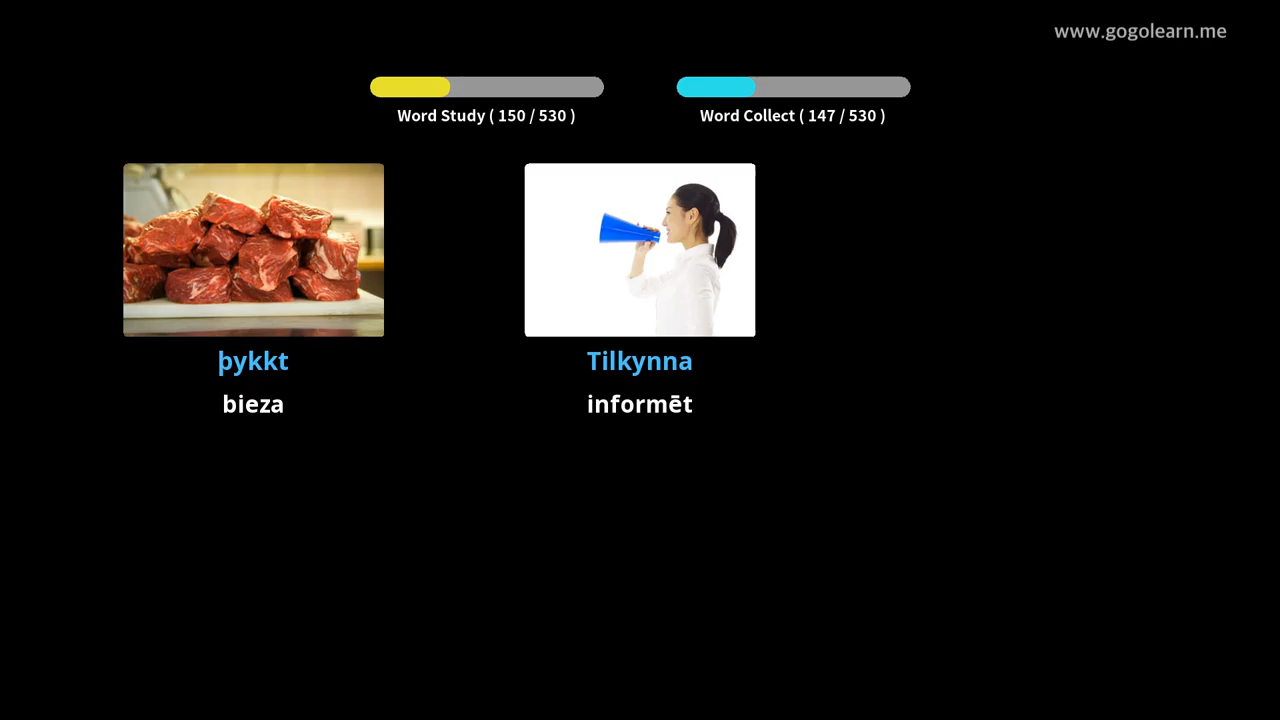 www.gogolearn.me
Word Study ( 150 / 530 )
Word Collect ( 147 / 530 )
þykkt
Tilkynna
bieza
informēt